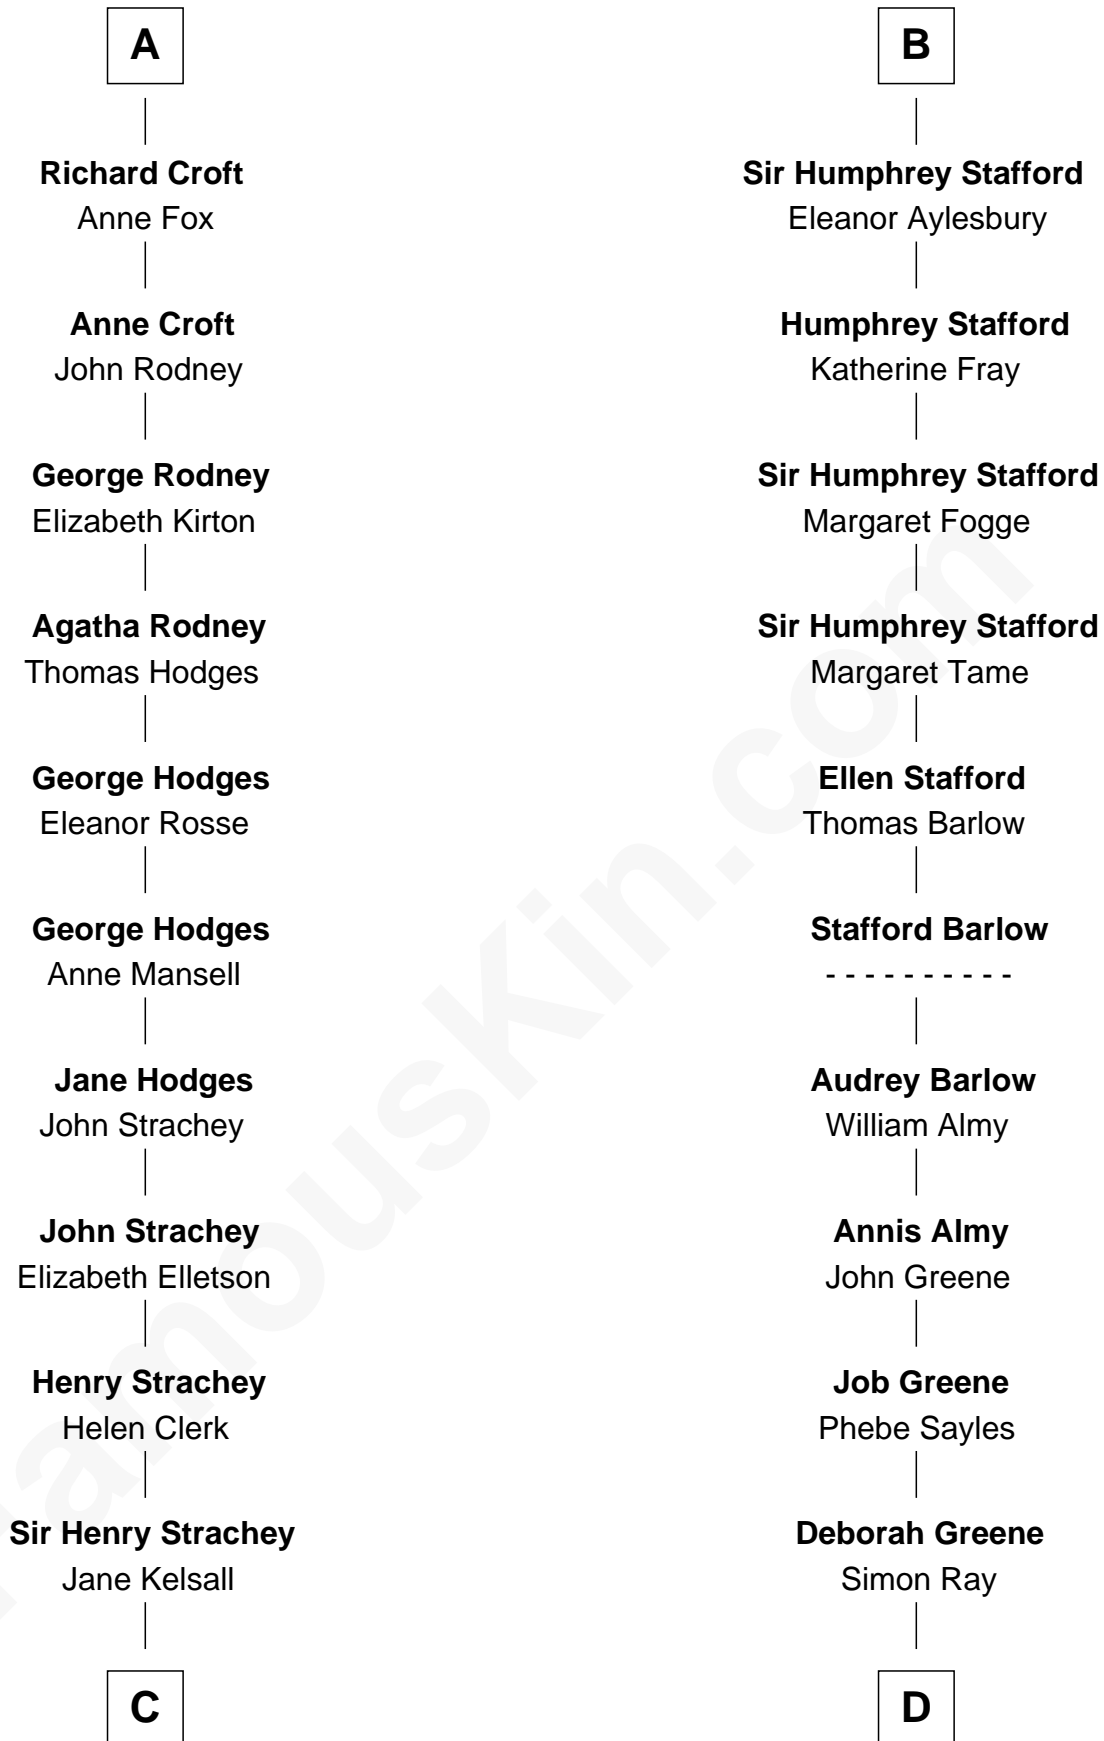 A
Richard Croft
Anne Fox
Anne Croft
John Rodney
George Rodney
Elizabeth Kirton
Agatha Rodney
Thomas Hodges
George Hodges
Eleanor Rosse
George Hodges
Anne Mansell
Jane Hodges
John Strachey
John Strachey
Elizabeth Elletson
Henry Strachey
Helen Clerk
Sir Henry Strachey
Jane Kelsall
C
B
Sir Humphrey Stafford
Eleanor Aylesbury
Humphrey Stafford
Katherine Fray
Sir Humphrey Stafford
Margaret Fogge
Sir Humphrey Stafford
Margaret Tame
Ellen Stafford
Thomas Barlow
Stafford Barlow
- - - - - - - - - -
Audrey Barlow
William Almy
Annis Almy
John Greene
Job Greene
Phebe Sayles
Deborah Greene
Simon Ray
D
FamousKin.com